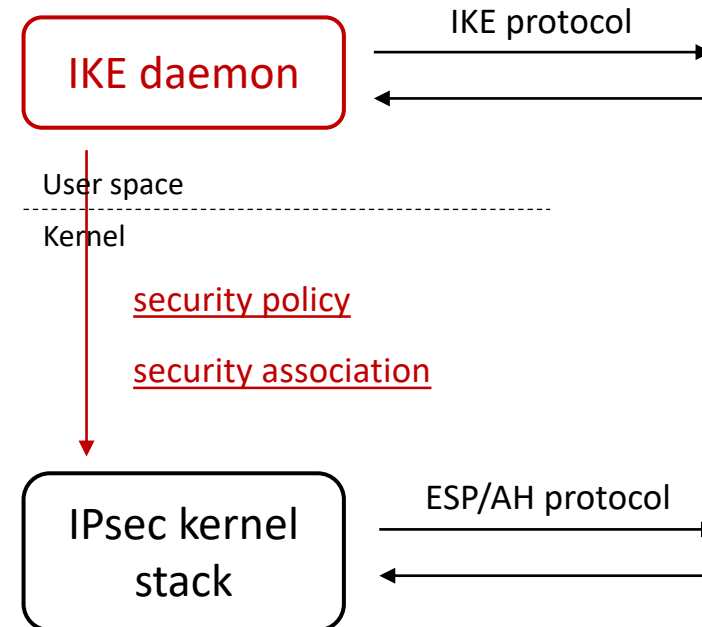 IKE protocol
IKE daemon
User space
Kernel
security policy
security association
ESP/AH protocol
IPsec kernel
stack